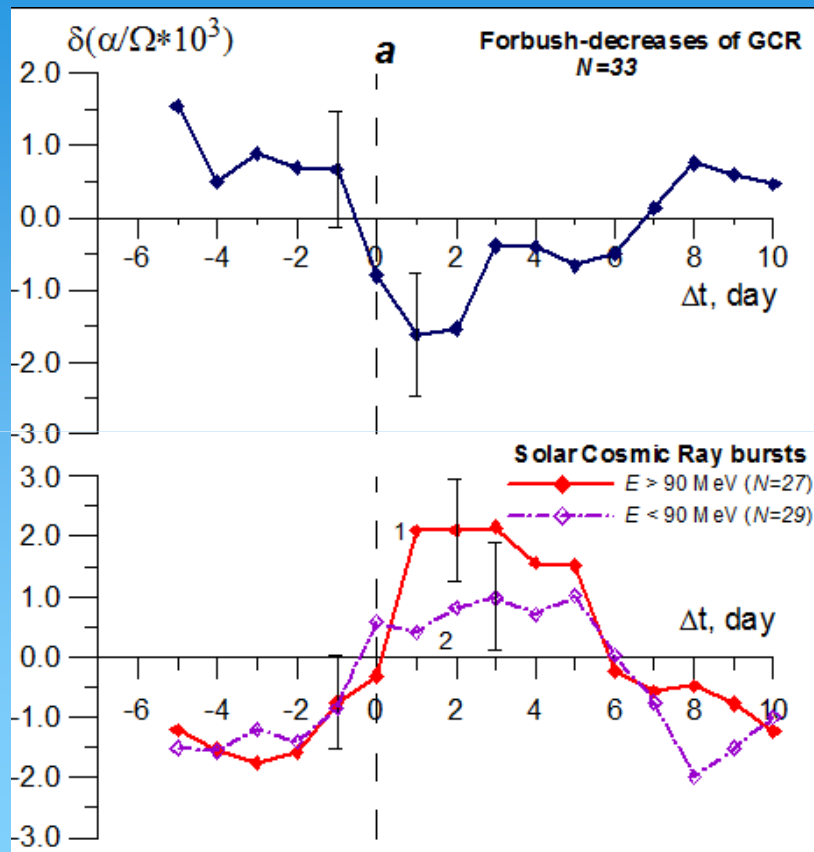 δ(α/Ω*10³)
a
Forbush-decreases of GCR
N=33
2.0
1.0
0.0
-6 -4 -2 0 2 4 6 8 10
-1.0
Δt, day
-2.0
-3.0
Solar Cosmic Ray bursts
3.0
E > 90 MeV (N=27)
E < 90 MeV (N=29)
2.0
1
1.0
Δt, day
2
0.0
-6 -4 -2 0 2 4 6 8 10
-1.0
-2.0
-3.0